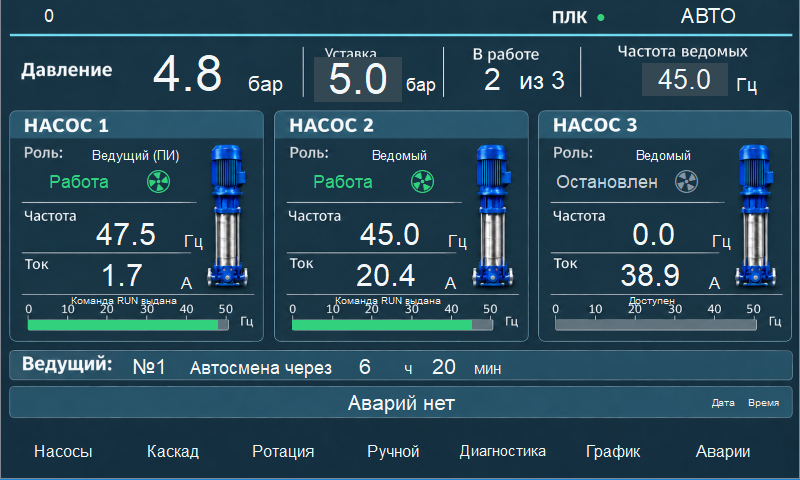 0 ПЛК АВТО
Давление 4.8 бар Уставка 5.0 бар В работе 2 из 3 Частота ведомых 45.0 Гц
НАСОС 1
Роль: Ведущий (ПИ)
Работа
Частота
47.5 Гц
Ток
1.7 А
Команда RUN выдана
0 10 20 30 40 50 Гц
НАСОС 2
Роль: Ведомый
Работа
Частота
45.0 Гц
Ток
20.4 А
Команда RUN выдана
0 10 20 30 40 50 Гц
НАСОС 3
Роль: Ведомый
Остановлен
Частота
0.0 Гц
Ток
38.9 А
Доступен
0 10 20 30 40 50 Гц
Ведущий: №1 Автосмена через 6 ч 20 мин
Аварий нет Дата Время
Насосы Каскад Ротация Ручной Диагностика График Аварии